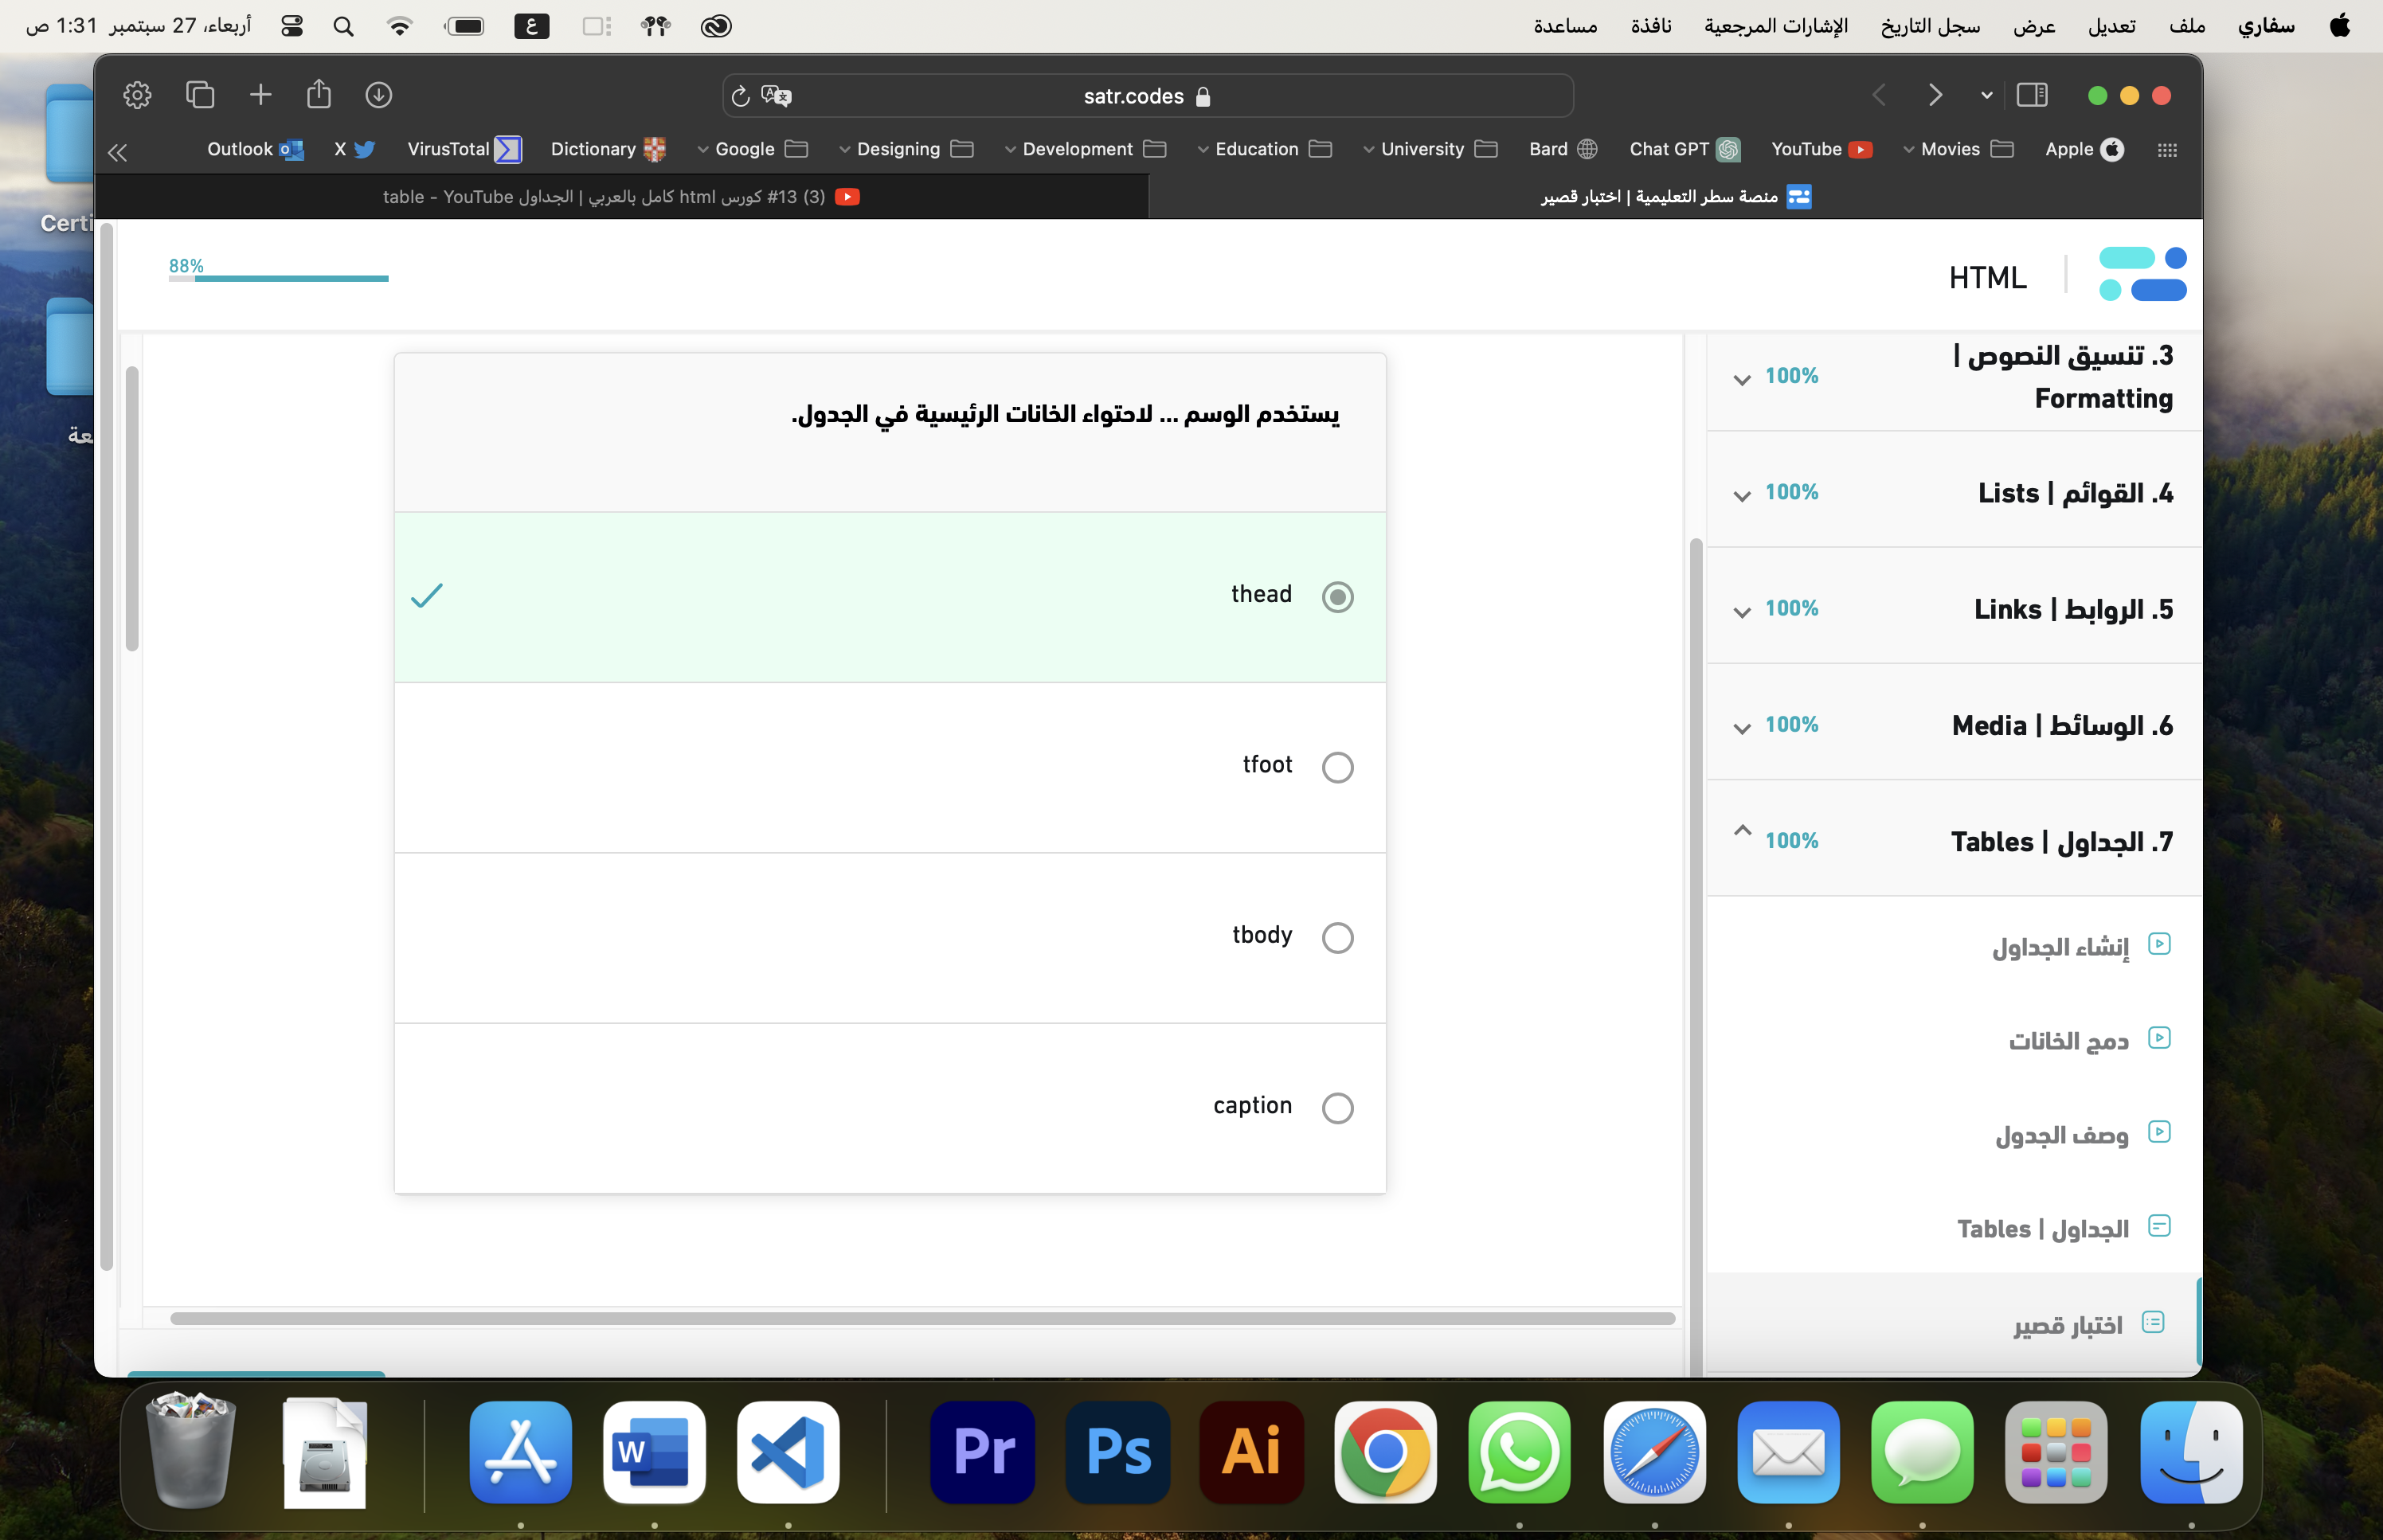 سفاري ملف تعديل عرض سجل التاريخ الإشارات المرجعية نافذة مساعدة
ع
أربعاء، 27 سبتمبر 1:31 ص
satr.codes
Apple Movies YouTube Chat GPT Bard University Education Development Designing Google Dictionary VirusTotal X Outlook
منصة سطر التعليمية | اختبار قصير
(3) #13 كورس html كامل بالعربي | الجداول table - YouTube
HTML
88%
3. تنسيق النصوص |
Formatting
100%
4. القوائم | Lists
100%
5. الروابط | Links
100%
6. الوسائط | Media
100%
7. الجداول | Tables
100%
إنشاء الجداول
دمج الخانات
وصف الجدول
الجداول | Tables
اختبار قصير
يستخدم الوسم ... لاحتواء الخانات الرئيسية في الجدول.
thead
tfoot
tbody
caption
Certi
عة
W
Pr
Ps
Ai